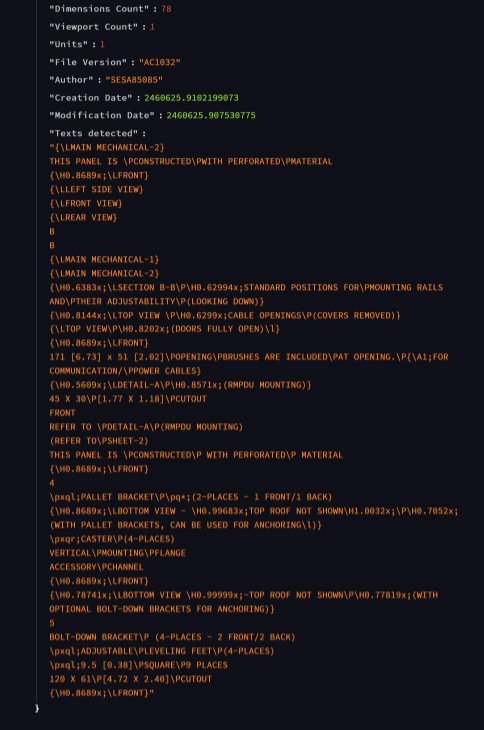 "Dimensions Count" : 78
"Viewport Count" : 1
"Units" : 1
"File Version" : "AC1032"
"Author" : "SESA85085"
"Creation Date" : 2460625.9102199073
"Modification Date" : 2460625.907530775
"Texts detected" :
"{\LMAIN MECHANICAL-2}
THIS PANEL IS \PCONSTRUCTED\PWITH PERFORATED\PMATERIAL
{\H0.8689x;\LFRONT}
{\LLEFT SIDE VIEW}
{\LFRONT VIEW}
{\LREAR VIEW}
B
B
{\LMAIN MECHANICAL-1}
{\LMAIN MECHANICAL-2}
{\H0.6383x;\LSECTION B-B\P\H0.62994x;STANDARD POSITIONS FOR\PMOUNTING RAILS
AND\PTHEIR ADJUSTABILITY\P(LOOKING DOWN)}
{\H0.8144x;\LTOP VIEW \P\H0.6299x;CABLE OPENINGS\P(COVERS REMOVED)}
{\LTOP VIEW\P\H0.8202x;(DOORS FULLY OPEN)\l}
{\H0.8689x;\LFRONT}
171 [6.73] x 51 [2.02]\POPENING\PBRUSHES ARE INCLUDED\PAT OPENING.\P{\A1;FOR
COMMUNICATION/\PPOWER CABLES}
{\H0.5609x;\LDETAIL-A\P\H0.8571x;(RMPDU MOUNTING)}
45 X 30\P[1.77 X 1.18]\PCUTOUT
FRONT
REFER TO \PDETAIL-A\P(RMPDU MOUNTING)
(REFER TO\PSHEET-2)
THIS PANEL IS \PCONSTRUCTED\P WITH PERFORATED\P MATERIAL
{\H0.8689x;\LFRONT}
4
\pxql;PALLET BRACKET\P\pq*;(2-PLACES - 1 FRONT/1 BACK)
{\H0.8689x;\LBOTTOM VIEW - \H0.99683x;TOP ROOF NOT SHOWN\H1.0032x;\P\H0.7052x;
(WITH PALLET BRACKETS, CAN BE USED FOR ANCHORING\l)}
\pxqr;CASTER\P(4-PLACES)
VERTICAL\PMOUNTING\PFLANGE
ACCESSORY\PCHANNEL
{\H0.8689x;\LFRONT}
{\H0.78741x;\LBOTTOM VIEW \H0.99999x;-TOP ROOF NOT SHOWN\P\H0.77819x;(WITH
OPTIONAL BOLT-DOWN BRACKETS FOR ANCHORING)}
5
BOLT-DOWN BRACKET\P (4-PLACES - 2 FRONT/2 BACK)
\pxql;ADJUSTABLE\PLEVELING FEET\P(4-PLACES)
\pxql;9.5 [0.38]\PSQUARE\P9 PLACES
120 X 61\P[4.72 X 2.40]\PCUTOUT
{\H0.8689x;\LFRONT}"
}